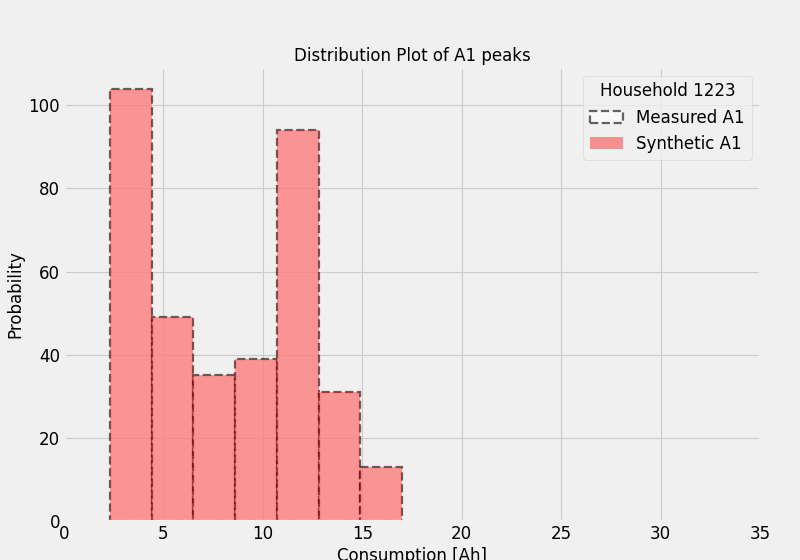 Distribution Plot of A1 peaks
Household 1223
Measured A1
Synthetic A1
Probability
100
80
60
40
20
0
0 5 10 15 20 25 30 35
Consumption [Ah]